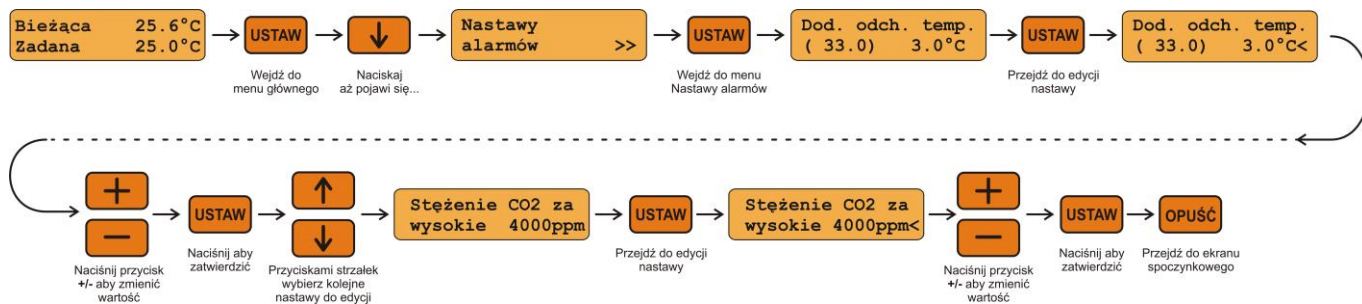 Bieżąca 25.6°C
Zadana 25.0°C
USTAW
Wejdź do
menu głównego
Naciskaj
aż pojawi się...
Nastawy
alarmów >>
USTAW
Wejdź do menu
Nastawy alarmów
Dod. odch. temp.
( 33.0) 3.0°C
USTAW
Przejdź do edycji
nastawy
Dod. odch. temp.
( 33.0) 3.0°C<
+
−
Naciśnij przycisk
+/- aby zmienić
wartość
USTAW
Naciśnij aby
zatwierdzić
Przyciskami strzałek
wybierz kolejne
nastawy do edycji
Stężenie CO2 za
wysokie 4000ppm
USTAW
Przejdź do edycji
nastawy
Stężenie CO2 za
wysokie 4000ppm<
+
−
Naciśnij przycisk
+/- aby zmienić
wartość
USTAW
Naciśnij aby
zatwierdzić
OPUŚĆ
Przejdź do ekranu
spoczynkowego